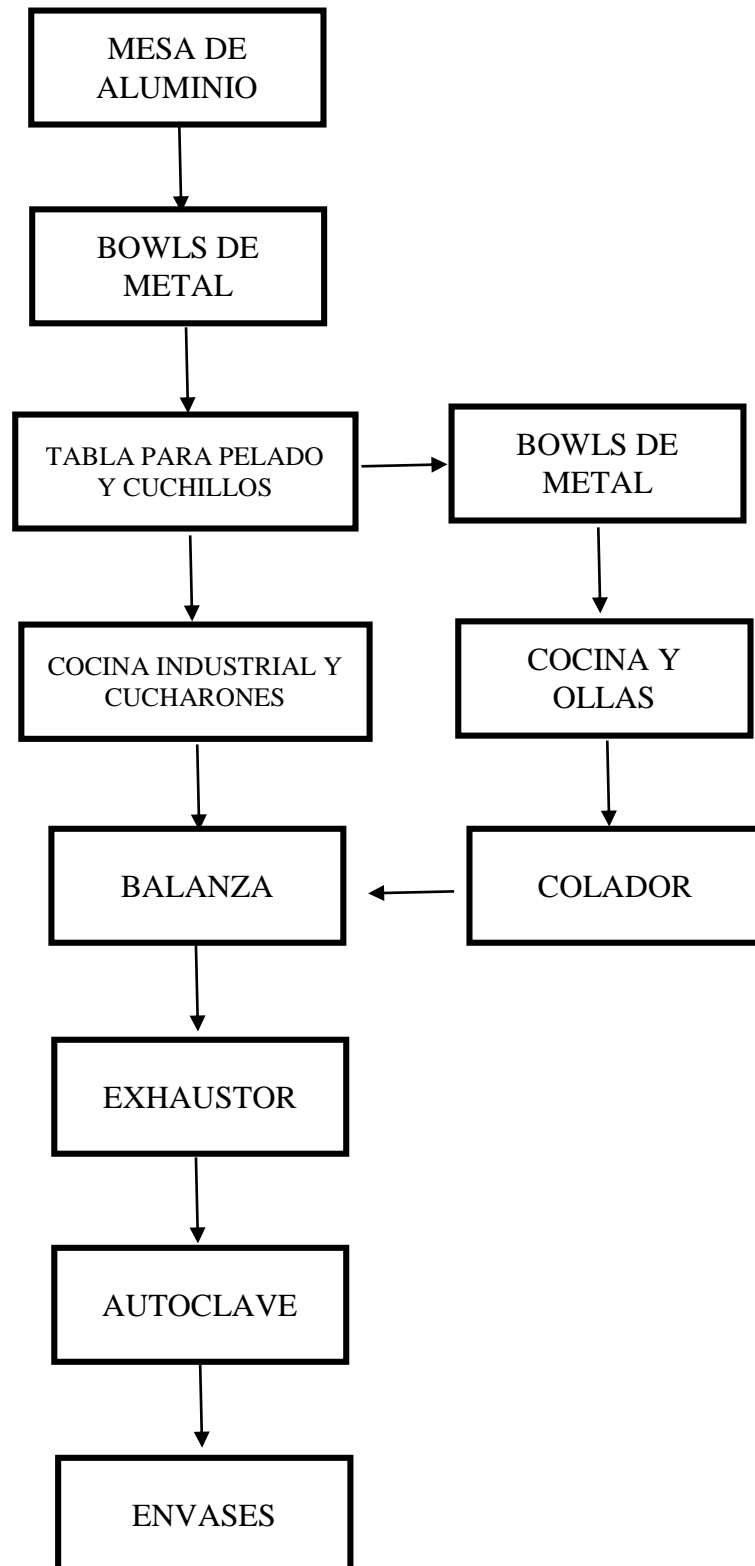 MESA DE
ALUMINIO
BOWLS DE
METAL
TABLA PARA PELADO
Y CUCHILLOS
BOWLS DE
METAL
COCINA INDUSTRIAL Y
CUCHARONES
COCINA Y
OLLAS
BALANZA
COLADOR
EXHAUSTOR
AUTOCLAVE
ENVASES